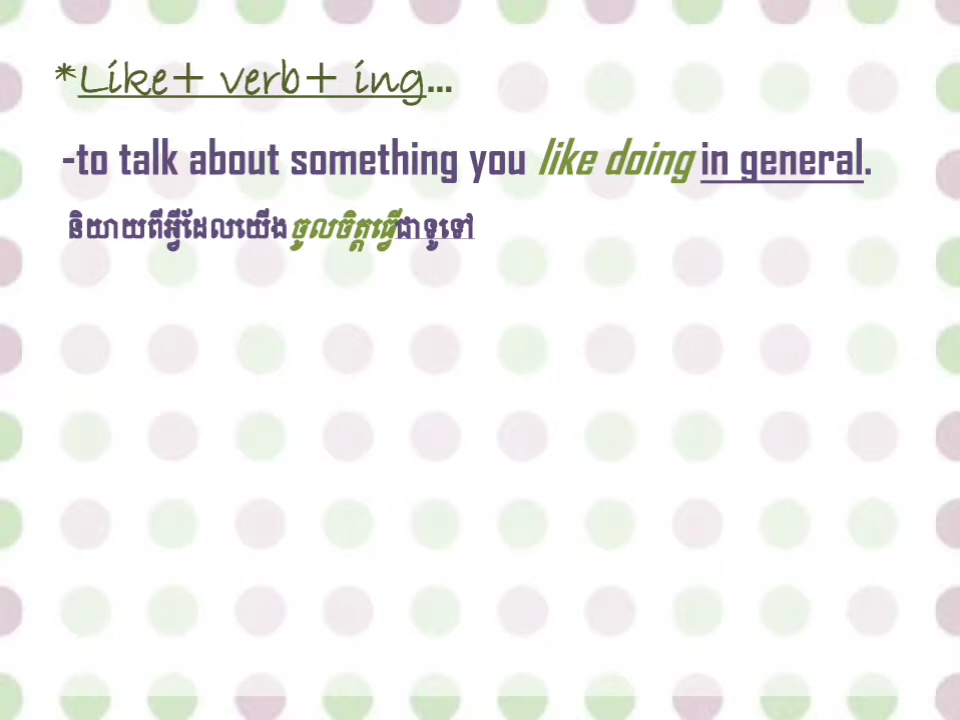 *Like+ verb+ ing...
-to talk about something you like doing in general.
និយាយពីអ្វីដែលយើងចូលចិត្តធ្វើជាទូទៅ